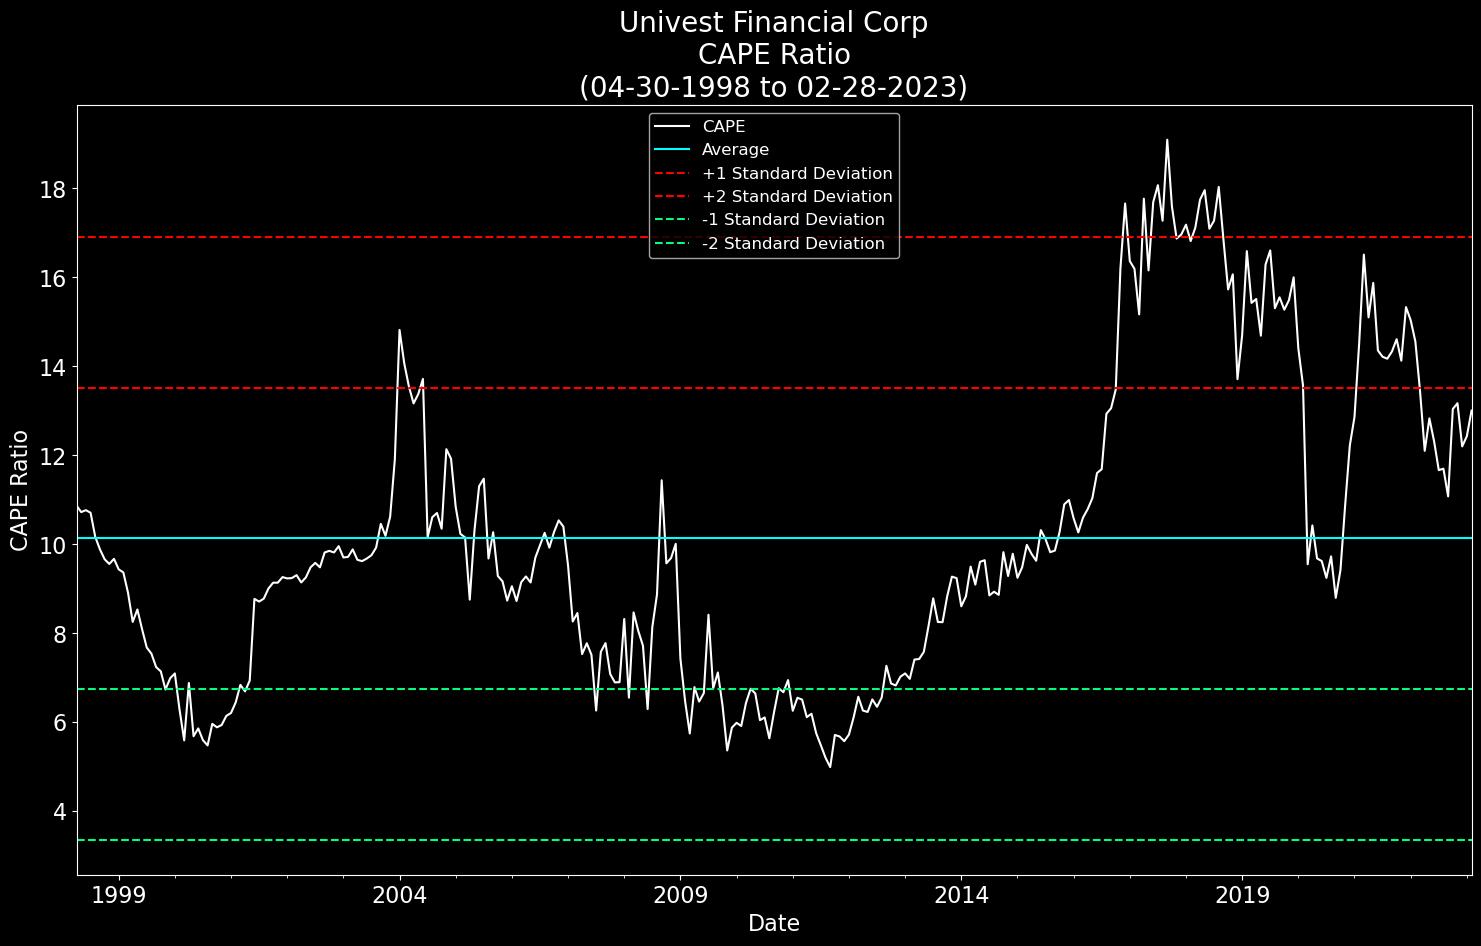 Univest Financial Corp
CAPE Ratio
(04-30-1998 to 02-28-2023)
CAPE
Average
+1 Standard Deviation
+2 Standard Deviation
-1 Standard Deviation
-2 Standard Deviation
CAPE Ratio
18
16
14
12
10
8
6
4
1999
2004
2009
2014
2019
Date